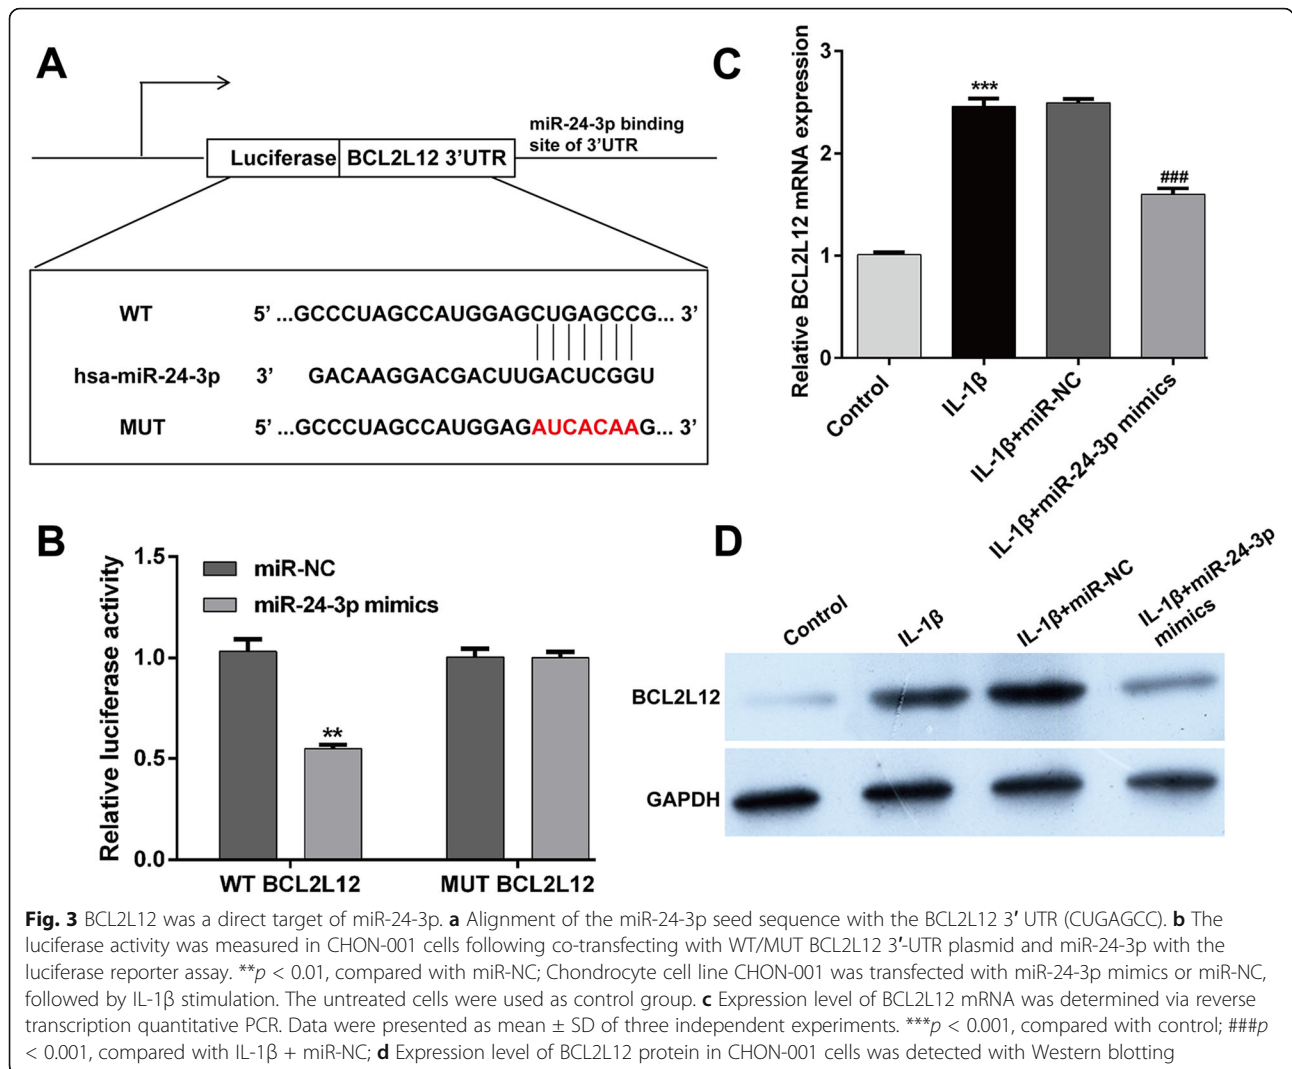 A
miR-24-3p binding
site of 3'UTR
Luciferase BCL2L12 3'UTR
WT 5' ...GCCCUAGCCAUGGAGCUGAGCCG... 3'
hsa-miR-24-3p 3' GACAAGGACGACUUGACUCGGU
MUT 5' ...GCCCUAGCCAUGGAGAUCACAAG... 3'
B
Relative luciferase activity
1.5
1.0
0.5
0.0
miR-NC
miR-24-3p mimics
**
WT BCL2L12 MUT BCL2L12
C
Relative BCL2L12 mRNA expression
3
2
1
0
***
###
Control
IL-1β
IL-1β+miR-NC
IL-1β+miR-24-3p mimics
D
Control
IL-1β
IL-1β+miR-NC
IL-1β+miR-24-3p
mimics
BCL2L12
GAPDH
Fig. 3 BCL2L12 was a direct target of miR-24-3p. a Alignment of the miR-24-3p seed sequence with the BCL2L12 3′ UTR (CUGAGCC). b The
luciferase activity was measured in CHON-001 cells following co-transfecting with WT/MUT BCL2L12 3′-UTR plasmid and miR-24-3p with the
luciferase reporter assay. **p < 0.01, compared with miR-NC; Chondrocyte cell line CHON-001 was transfected with miR-24-3p mimics or miR-NC,
followed by IL-1β stimulation. The untreated cells were used as control group. c Expression level of BCL2L12 mRNA was determined via reverse
transcription quantitative PCR. Data were presented as mean ± SD of three independent experiments. ***p < 0.001, compared with control; ###p
< 0.001, compared with IL-1β + miR-NC; d Expression level of BCL2L12 protein in CHON-001 cells was detected with Western blotting